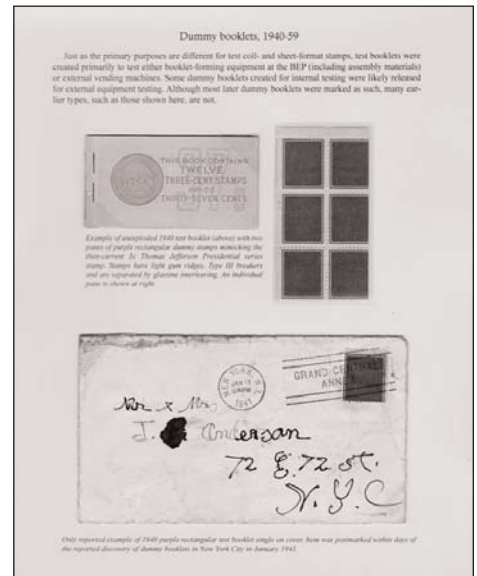 Dummy booklets, 1940-59
Just as the primary purposes are different for test coil- and sheet-format stamps, test booklets were
created primarily to test either booklet-forming equipment at the BEP (including assembly materials)
or external vending machines. Some dummy booklets created for internal testing were likely released
for external equipment testing. Although most later dummy booklets were marked as such, many ear-
lier types, such as those shown here, are not.
THIS BOOK CONTAINS
TWELVE
THREE-CENT STAMPS
PRICE
THIRTY-SEVEN CENTS
Example of unexploded 1940 test booklet (above) with two
panes of purple rectangular dummy stamps mimicking the
then-current 3c Thomas Jefferson Presidential series
stamp. Stamps have light gum ridges, Type III breakers
and are separated by glassine interleaving. An individual
pane is shown at right.
NEW YORK, N.Y.
JAN 15
1941
GRAND CENTRAL
Mr. & Mrs.
J. Anderson
72 E. 72 St.
N.Y.C
Only reported example of 1940 purple rectangular test booklet single on cover. Item was postmarked within days of
the reported discovery of dummy booklets in New York City in January 1941.